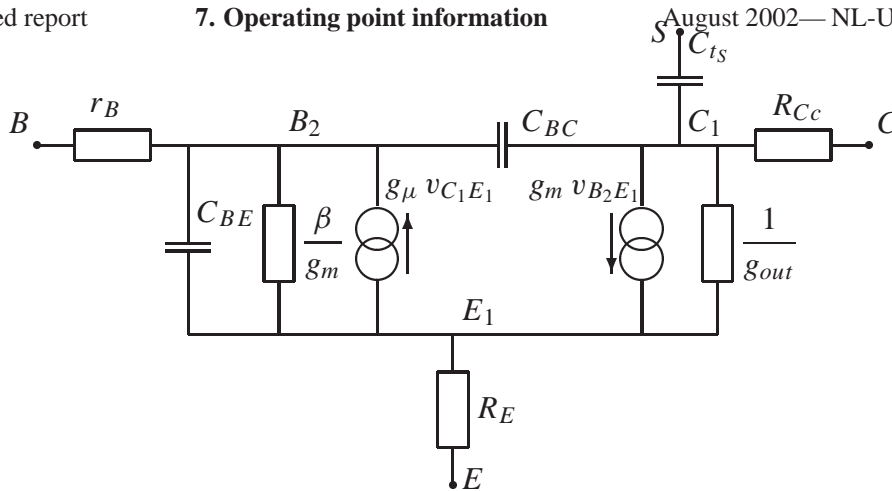 ed report 7. Operating point information August 2002— NL-U
S C_{t_S}
B r_B B_2 C_{BC} C_1 R_{Cc} C
g_μ v_{C_1E_1} g_m v_{B_2E_1}
C_{BE} β/g_m 1/g_{out}
E_1
R_E
E